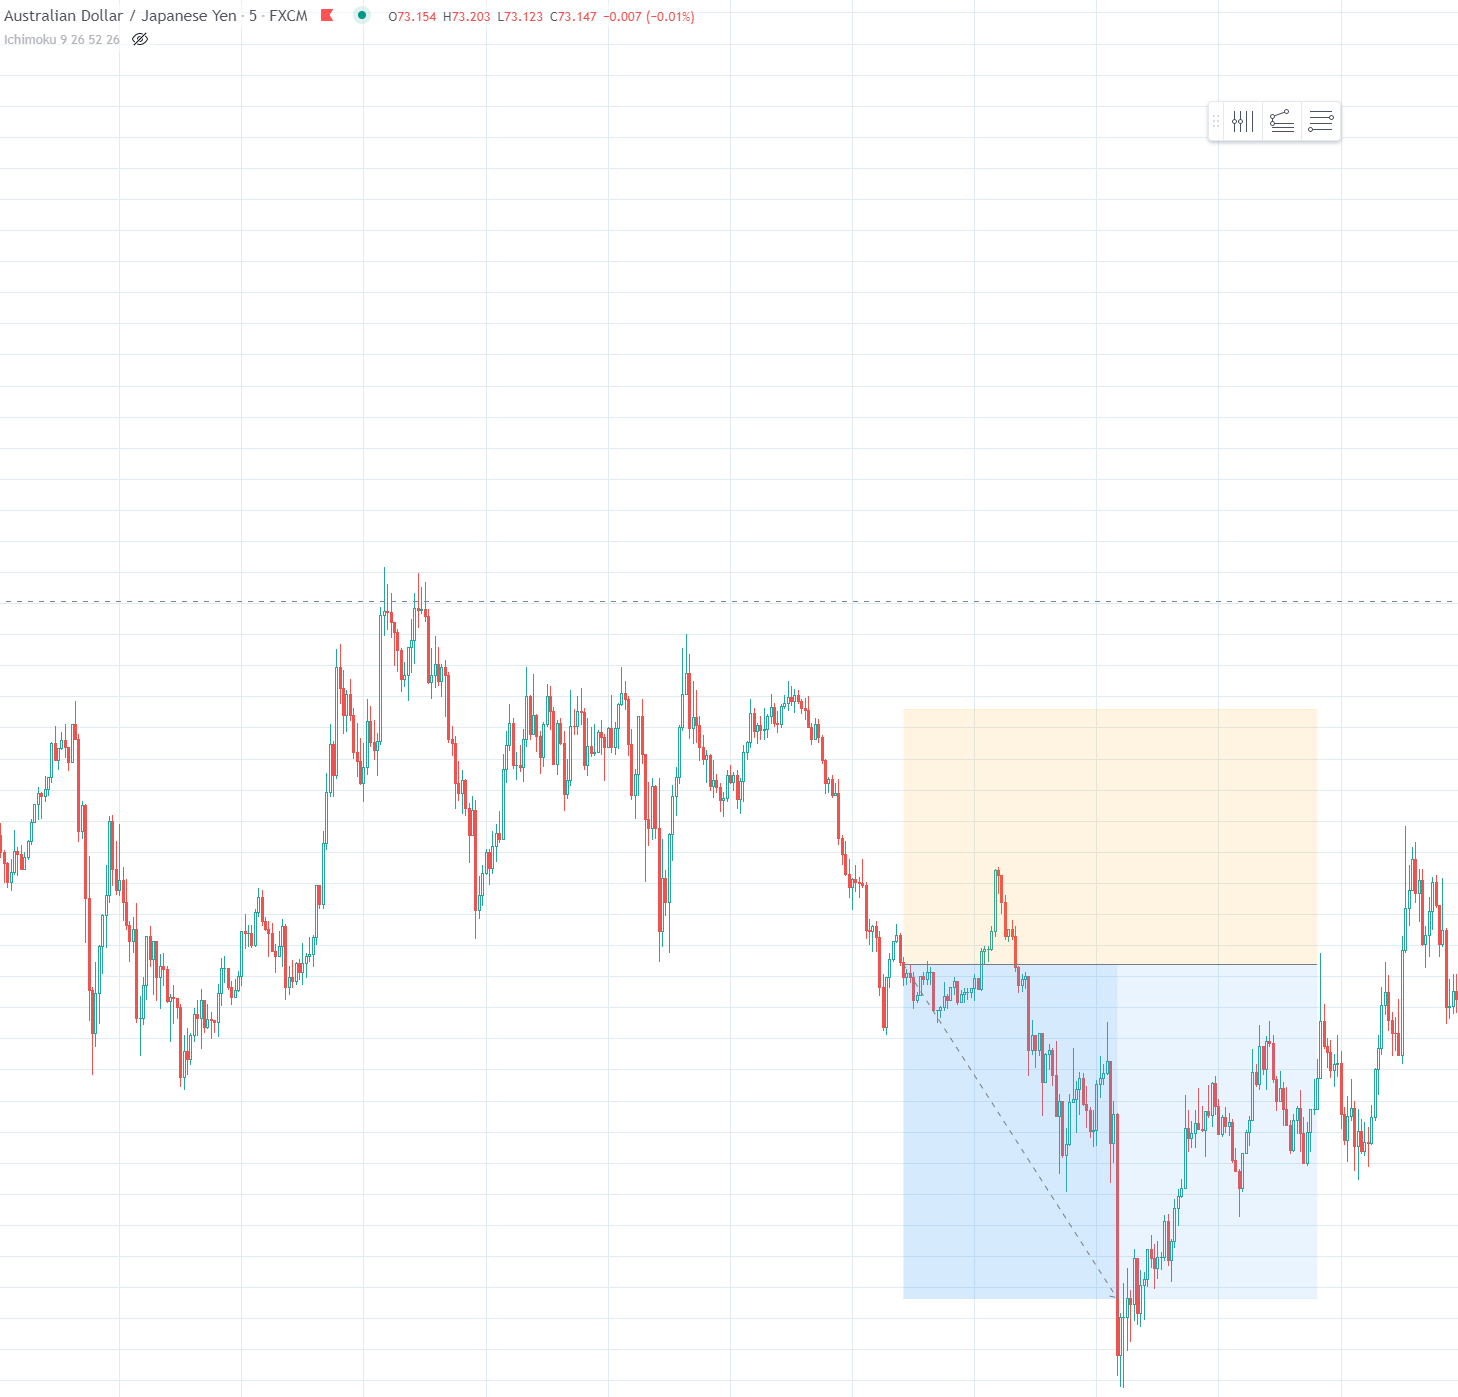 Australian Dollar / Japanese Yen · 5 · FXCM O73.154 H73.203 L73.123 C73.147 −0.007 (−0.01%)
Ichimoku 9 26 52 26